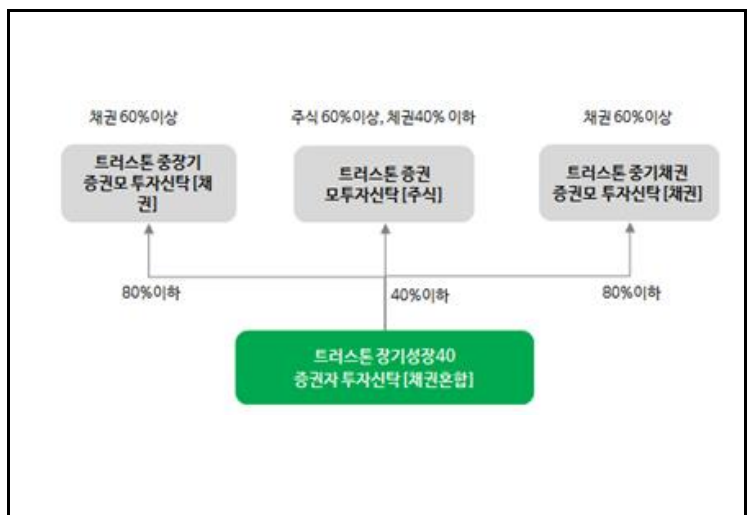 채권 60%이상
주식 60%이상, 채권40% 이하
채권 60%이상
트러스톤 중장기
증권모 투자신탁 [채
권]
트러스톤 증권
모투자신탁 [주식]
트러스톤 중기채권
증권모 투자신탁 [채권]
80%이하
40%이하
80%이하
트러스톤 장기성장40
증권자 투자신탁 [채권혼합]